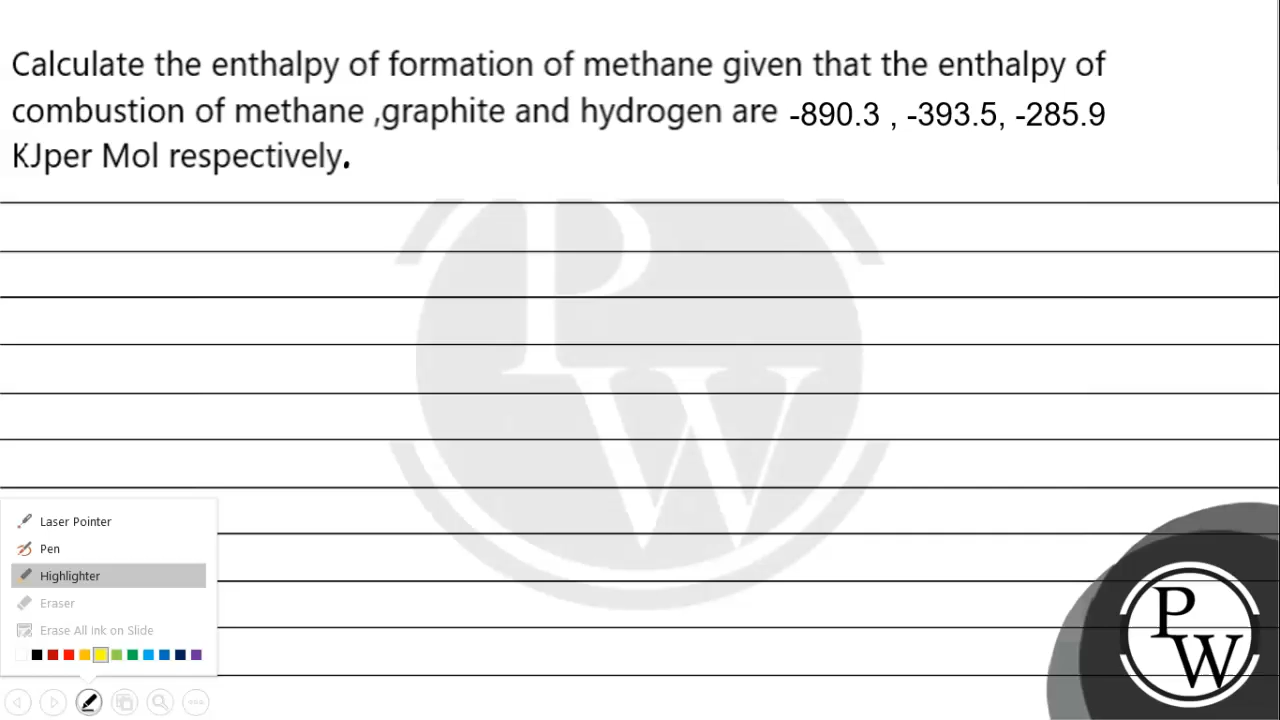 Calculate the enthalpy of formation of methane given that the enthalpy of
combustion of methane ,graphite and hydrogen are -890.3 , -393.5, -285.9
KJper Mol respectively.
P
W
Laser Pointer
Pen
Highlighter
Eraser
Erase All Ink on Slide
P
W